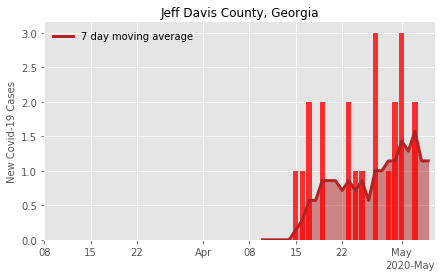 Jeff Davis County, Georgia
7 day moving average
New Covid-19 Cases
3.0
2.5
2.0
1.5
1.0
0.5
0.0
08 15 22 Apr 08 15 22 May
2020-May